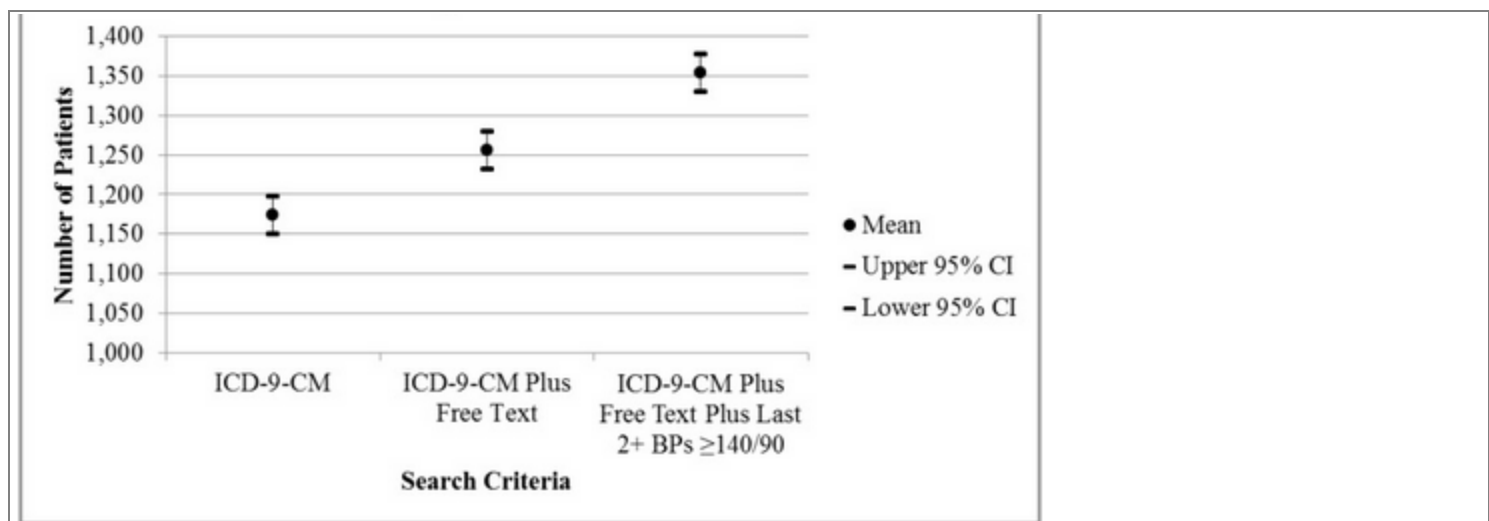 1,400
1,350
1,300
1,250
1,200
1,150
1,100
1,050
1,000
Number of Patients
ICD-9-CM
ICD-9-CM Plus
Free Text
ICD-9-CM Plus
Free Text Plus Last
2+ BPs ≥140/90
Search Criteria
Mean
Upper 95% CI
Lower 95% CI